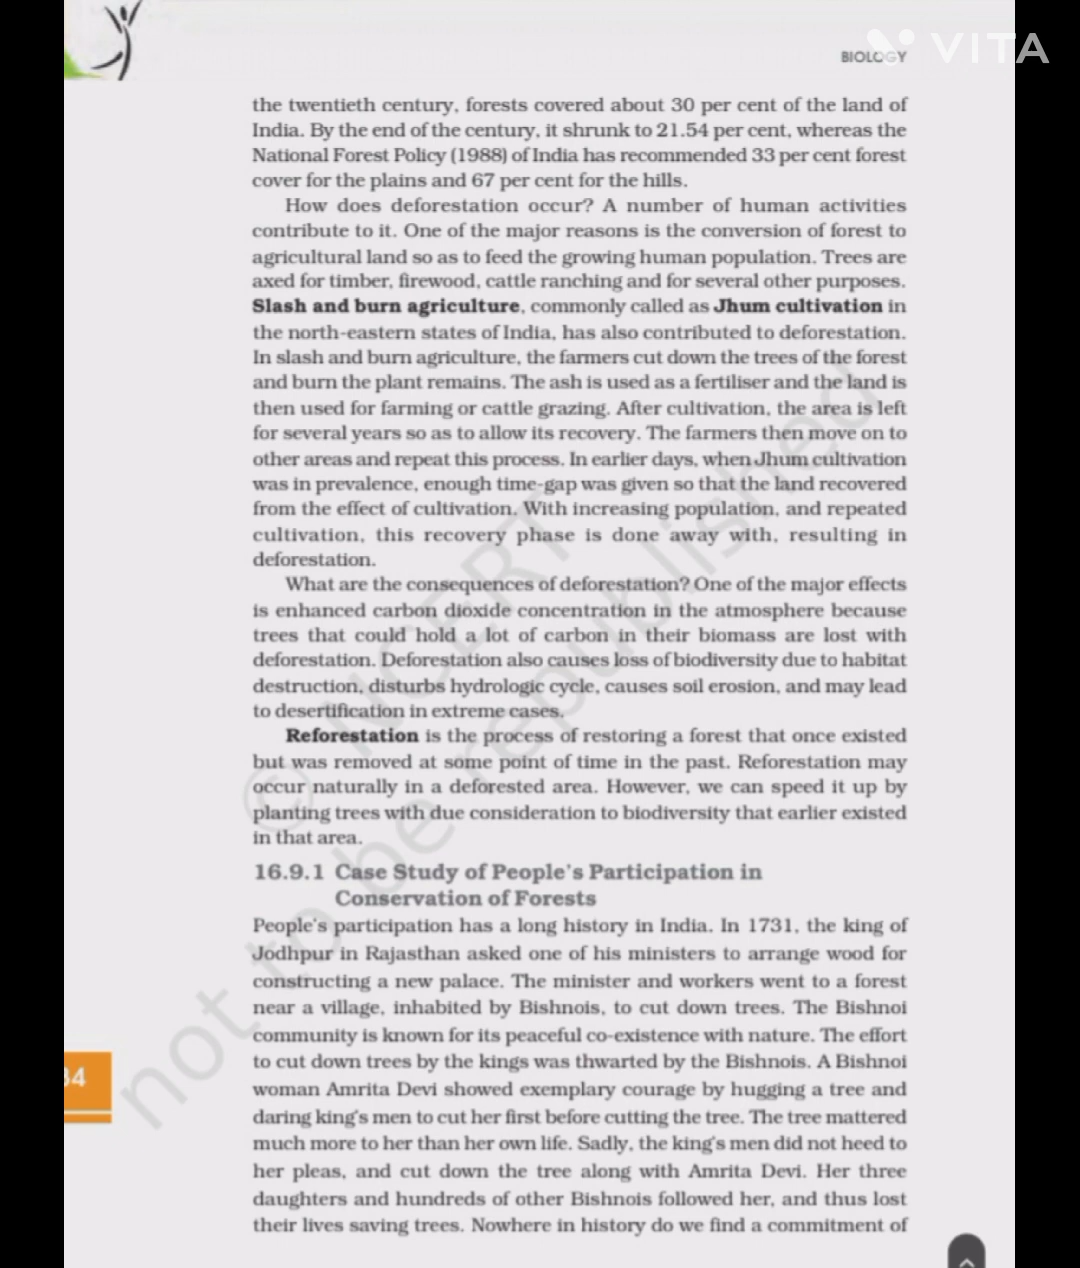 VITA
BIOLOGY
the twentieth century, forests covered about 30 per cent of the land of
India. By the end of the century, it shrunk to 21.54 per cent, whereas the
National Forest Policy (1988) of India has recommended 33 per cent forest
cover for the plains and 67 per cent for the hills.
How does deforestation occur? A number of human activities
contribute to it. One of the major reasons is the conversion of forest to
agricultural land so as to feed the growing human population. Trees are
axed for timber, firewood, cattle ranching and for several other purposes.
Slash and burn agriculture, commonly called as Jhum cultivation in
the north-eastern states of India, has also contributed to deforestation.
In slash and burn agriculture, the farmers cut down the trees of the forest
and burn the plant remains. The ash is used as a fertiliser and the land is
then used for farming or cattle grazing. After cultivation, the area is left
for several years so as to allow its recovery. The farmers then move on to
other areas and repeat this process. In earlier days, when Jhum cultivation
was in prevalence, enough time-gap was given so that the land recovered
from the effect of cultivation. With increasing population, and repeated
cultivation, this recovery phase is done away with, resulting in
deforestation.
What are the consequences of deforestation? One of the major effects
is enhanced carbon dioxide concentration in the atmosphere because
trees that could hold a lot of carbon in their biomass are lost with
deforestation. Deforestation also causes loss of biodiversity due to habitat
destruction, disturbs hydrologic cycle, causes soil erosion, and may lead
to desertification in extreme cases.
Reforestation is the process of restoring a forest that once existed
but was removed at some point of time in the past. Reforestation may
occur naturally in a deforested area. However, we can speed it up by
planting trees with due consideration to biodiversity that earlier existed
in that area.
16.9.1 Case Study of People's Participation in
Conservation of Forests
People's participation has a long history in India. In 1731, the king of
Jodhpur in Rajasthan asked one of his ministers to arrange wood for
constructing a new palace. The minister and workers went to a forest
near a village, inhabited by Bishnois, to cut down trees. The Bishnoi
community is known for its peaceful co-existence with nature. The effort
to cut down trees by the kings was thwarted by the Bishnois. A Bishnoi
woman Amrita Devi showed exemplary courage by hugging a tree and
daring king's men to cut her first before cutting the tree. The tree mattered
much more to her than her own life. Sadly, the king's men did not heed to
her pleas, and cut down the tree along with Amrita Devi. Her three
daughters and hundreds of other Bishnois followed her, and thus lost
their lives saving trees. Nowhere in history do we find a commitment of
34
© NCERT
not to be republished